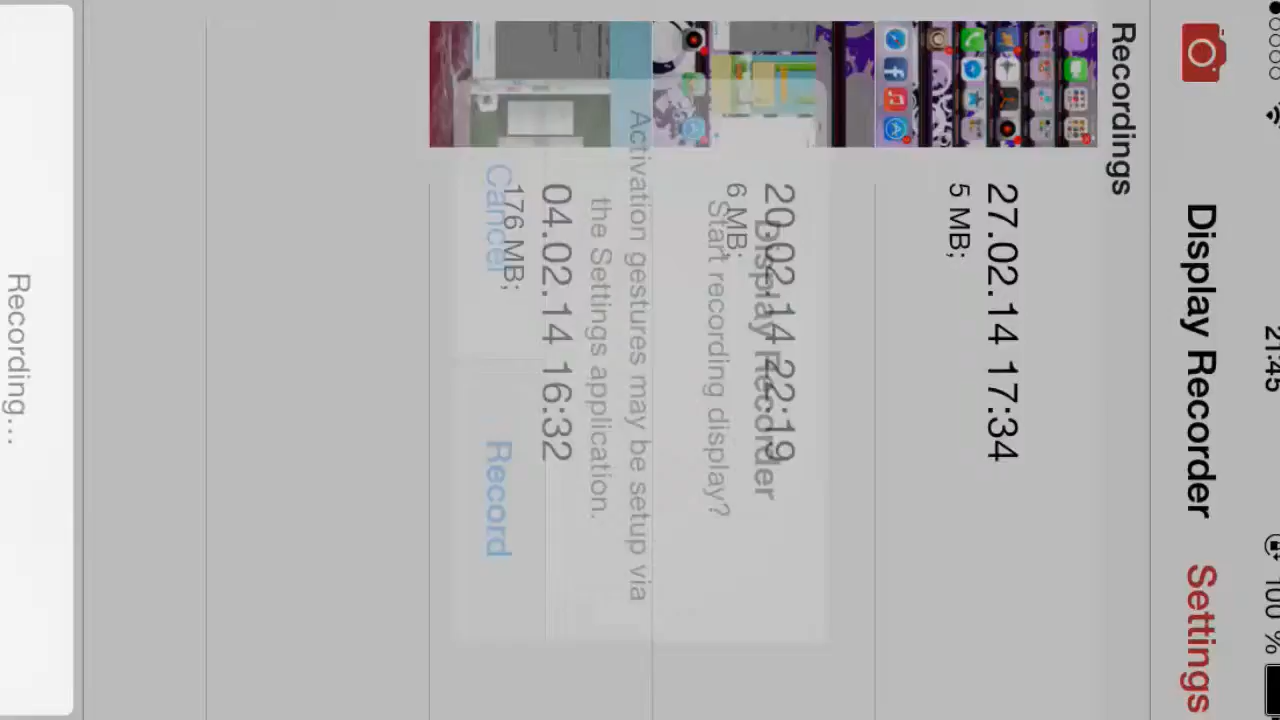 21:45
100 %
Display Recorder
Settings
Recordings
27.02.14 17:34
5 MB;
20.02.14 22:19
6 MB;
Display Recorder
Start recording display?
Activation gestures may be setup via
the Settings application.
04.02.14 16:32
176 MB;
Cancel
Record
Recording...